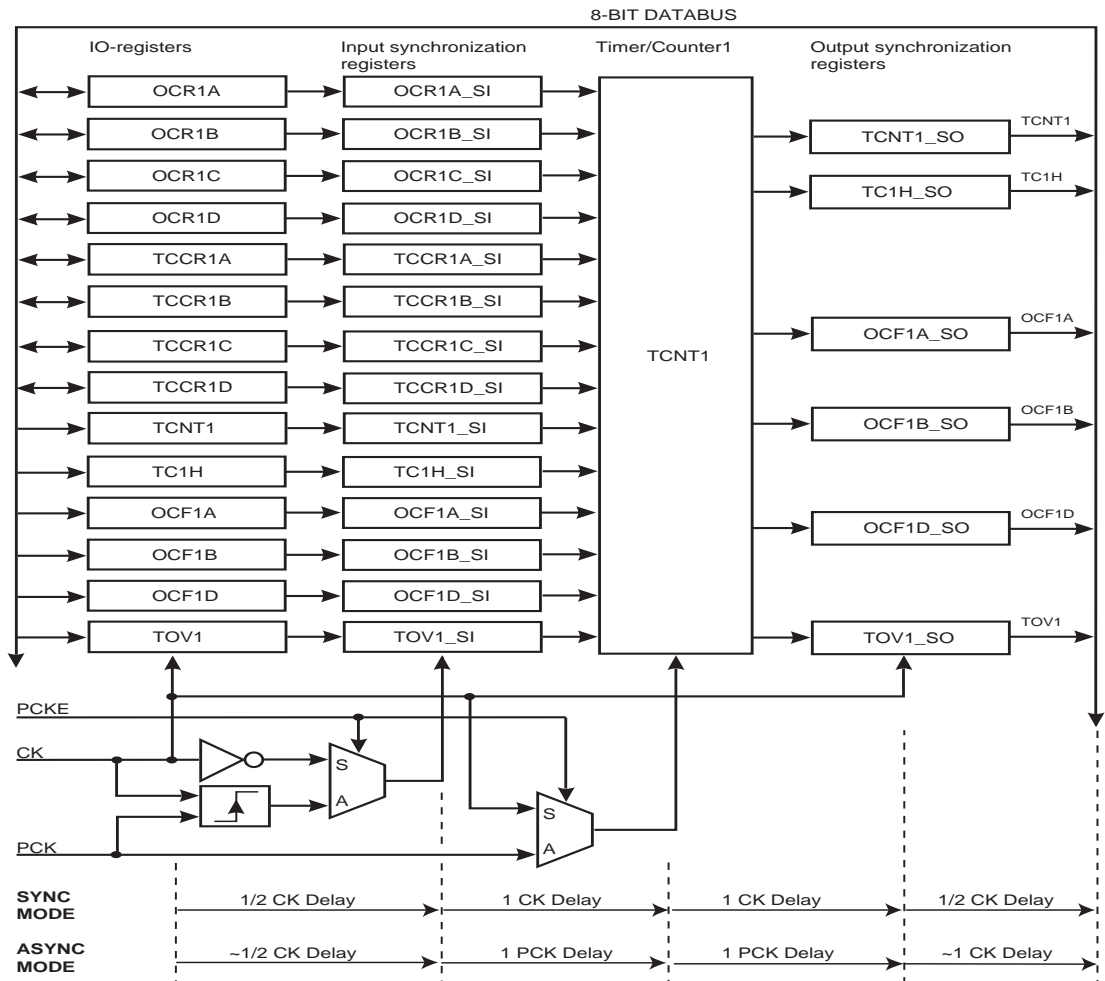 8-BIT DATABUS
IO-registers
Input synchronization
registers
Timer/Counter1
Output synchronization
registers
OCR1A
OCR1A_SI
OCR1B
OCR1B_SI
OCR1C
OCR1C_SI
OCR1D
OCR1D_SI
TCCR1A
TCCR1A_SI
TCCR1B
TCCR1B_SI
TCCR1C
TCCR1C_SI
TCCR1D
TCCR1D_SI
TCNT1
TCNT1_SI
TC1H
TC1H_SI
OCF1A
OCF1A_SI
OCF1B
OCF1B_SI
OCF1D
OCF1D_SI
TOV1
TOV1_SI
TCNT1
TCNT1_SO
TCNT1
TC1H_SO
TC1H
OCF1A_SO
OCF1A
OCF1B_SO
OCF1B
OCF1D_SO
OCF1D
TOV1_SO
TOV1
PCKE
CK
S
A
S
A
PCK
SYNC
MODE
1/2 CK Delay
1 CK Delay
1 CK Delay
1/2 CK Delay
ASYNC
MODE
~1/2 CK Delay
1 PCK Delay
1 PCK Delay
~1 CK Delay